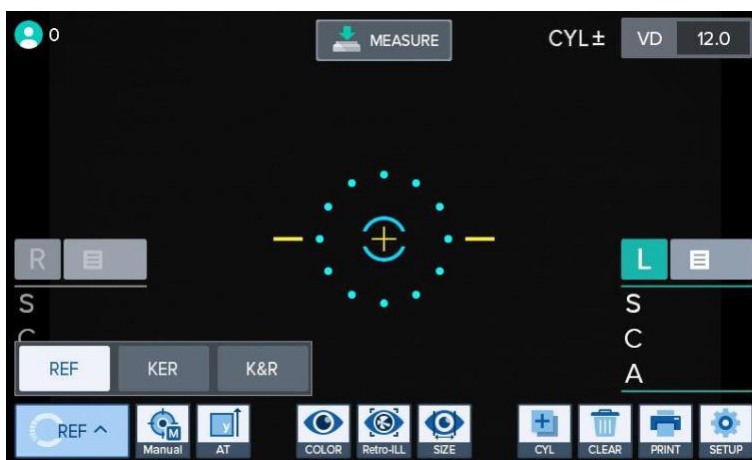 0
MEASURE
CYL±
VD 12.0
R
L
S
C
S
C
A
REF KER K&R
REF
M
Manual
y
AT
COLOR
Retro-ILL
SIZE
CYL
CLEAR
PRINT
SETUP